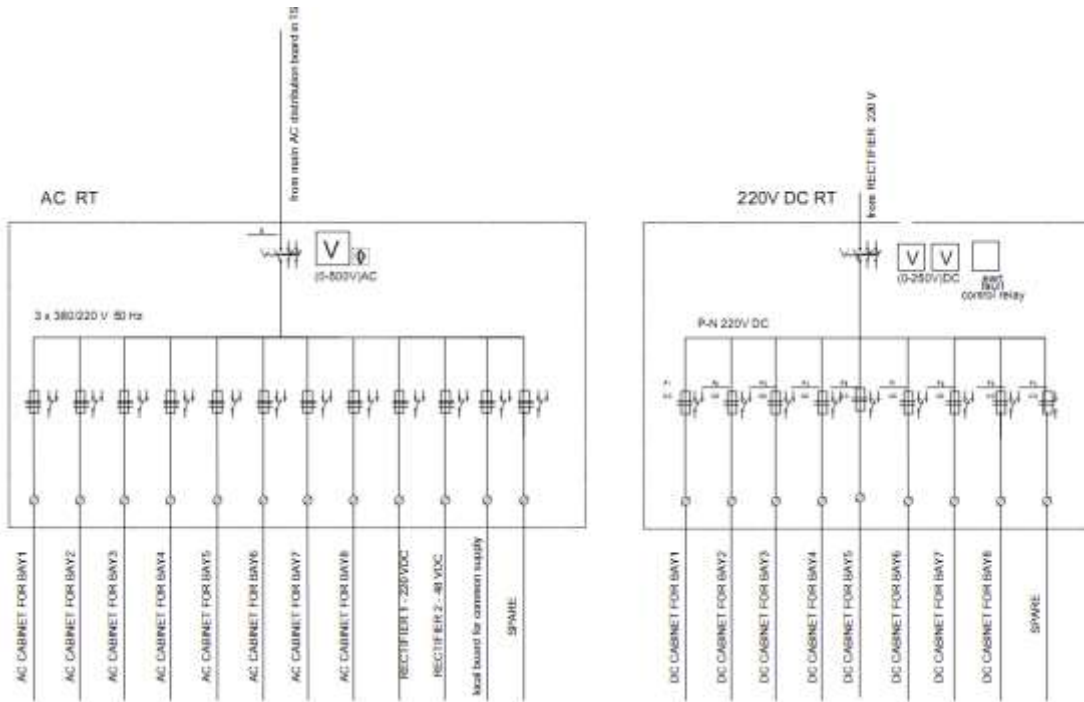 from main AC distribution board in TS
AC RT
V
(0-800V)AC
3 x 380/220 V 50 Hz
AC CABINET FOR BAY1
AC CABINET FOR BAY2
AC CABINET FOR BAY3
AC CABINET FOR BAY4
AC CABINET FOR BAY5
AC CABINET FOR BAY6
AC CABINET FOR BAY7
AC CABINET FOR BAY8
RECTIFIER 1 - 220 VDC
RECTIFIER 2 - 48 VDC
local board for common supply
SPARE
from RECTIFIER 220 V
220V DC RT
V V
(0-250V)DC
fault
control relay
P-N 220V DC
DC CABINET FOR BAY1
DC CABINET FOR BAY2
DC CABINET FOR BAY3
DC CABINET FOR BAY4
DC CABINET FOR BAY5
DC CABINET FOR BAY6
DC CABINET FOR BAY7
DC CABINET FOR BAY8
SPARE